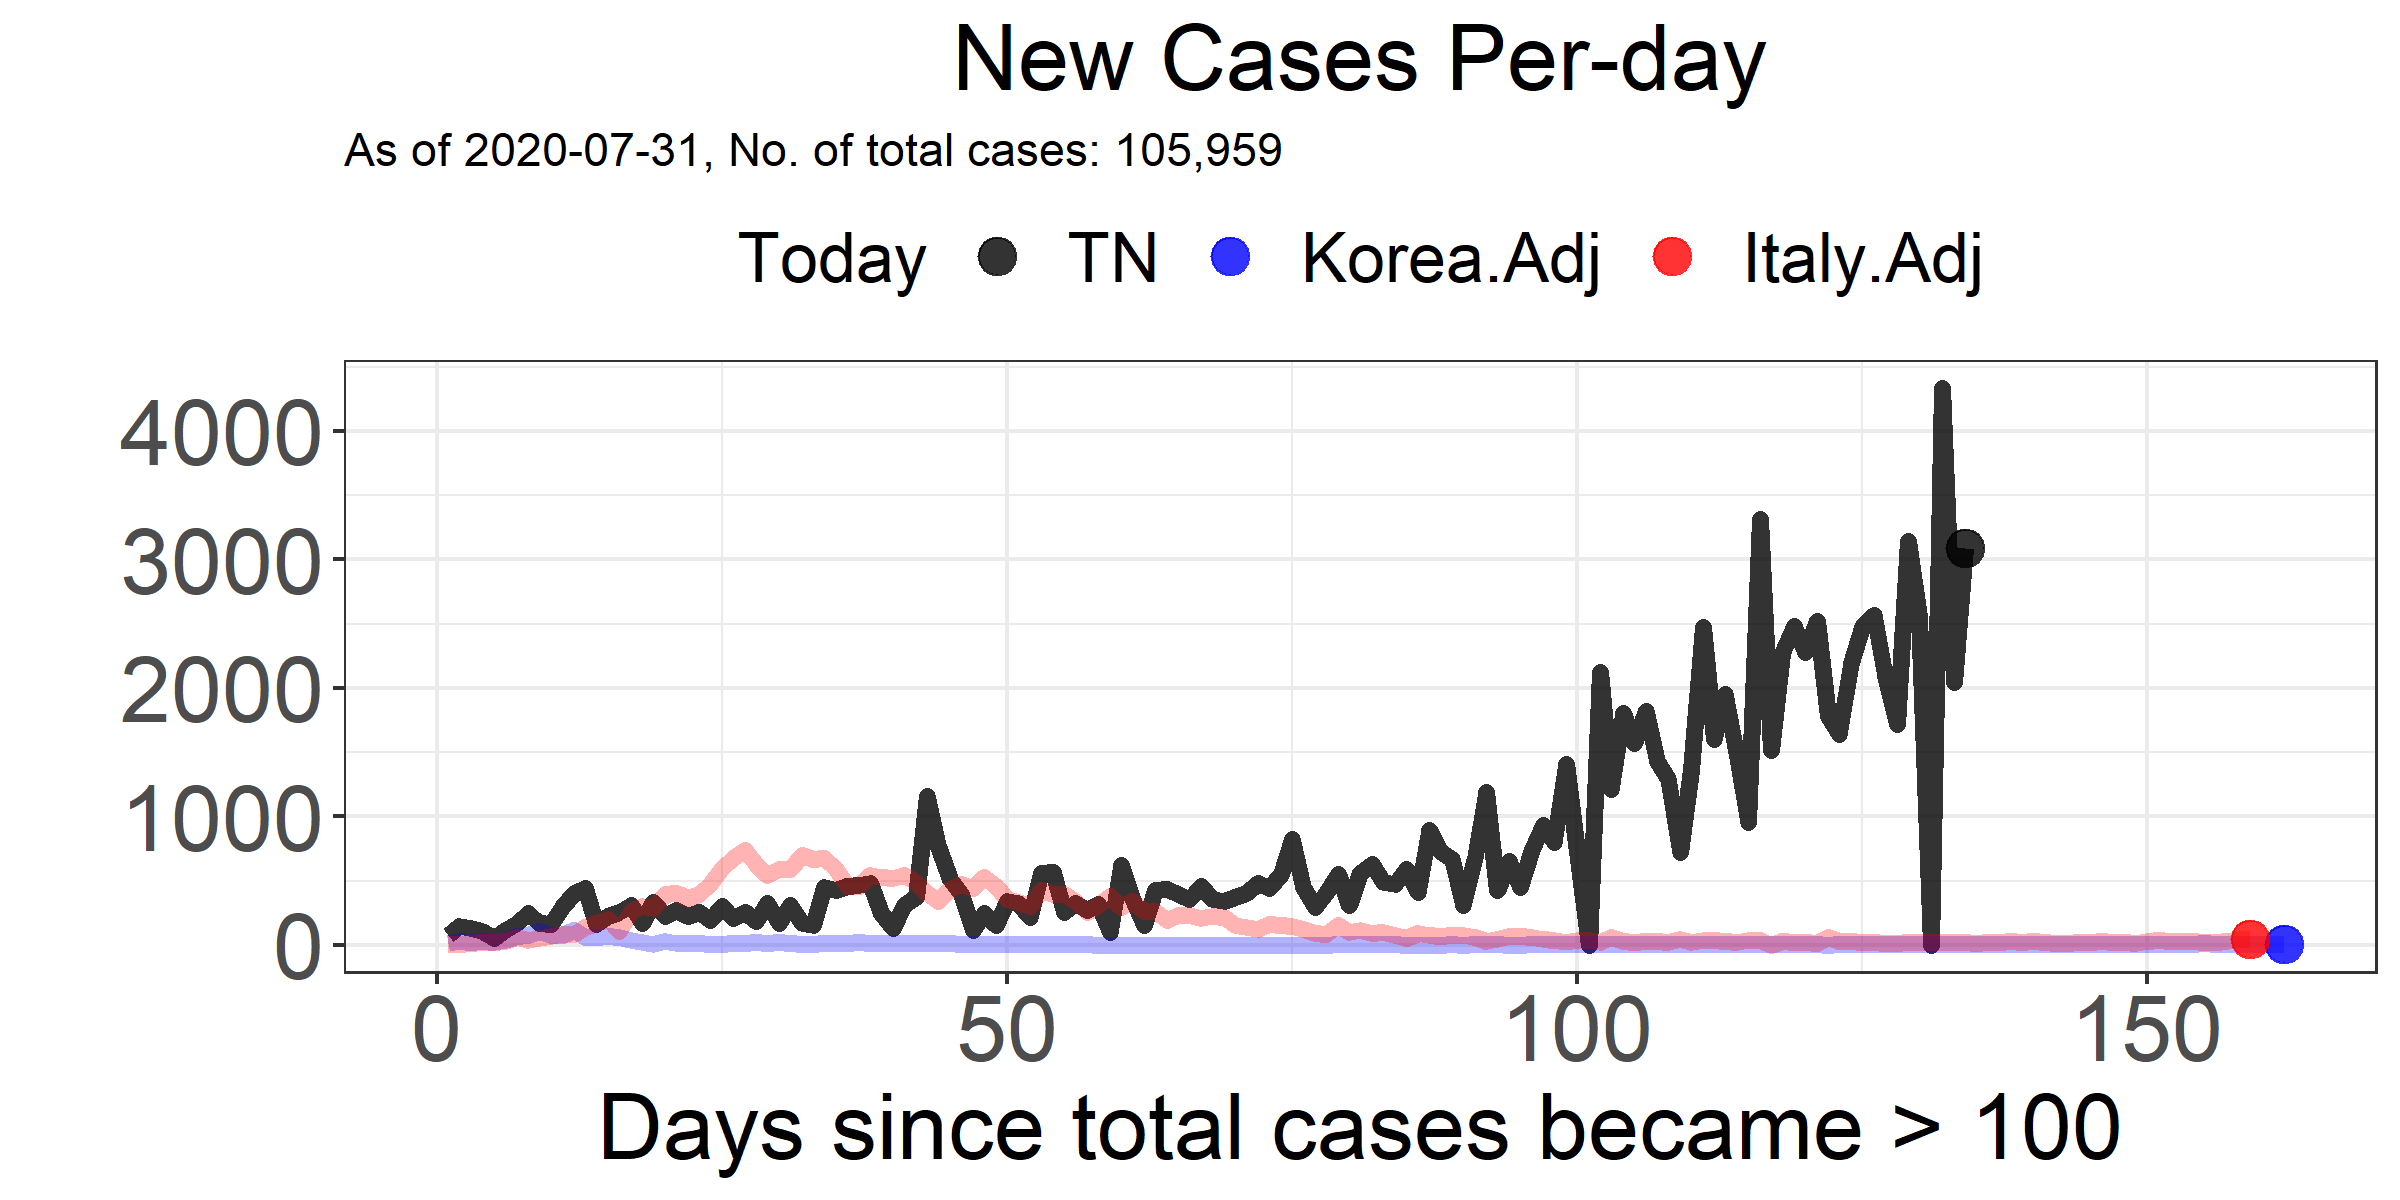 New Cases Per-day
As of 2020-07-31, No. of total cases: 105,959
Today TN Korea.Adj Italy.Adj
4000
3000
2000
1000
0
0 50 100 150
Days since total cases became > 100